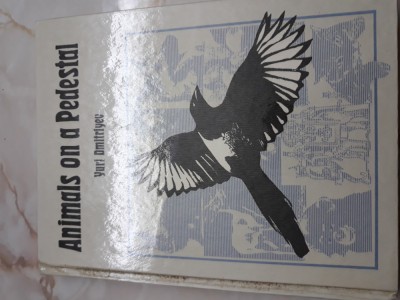 Animals on a Pedestal
Yuri Dmitriyev